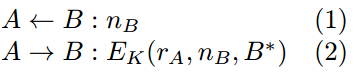 A ← B : n_B (1)
A → B : E_K(r_A, n_B, B*) (2)